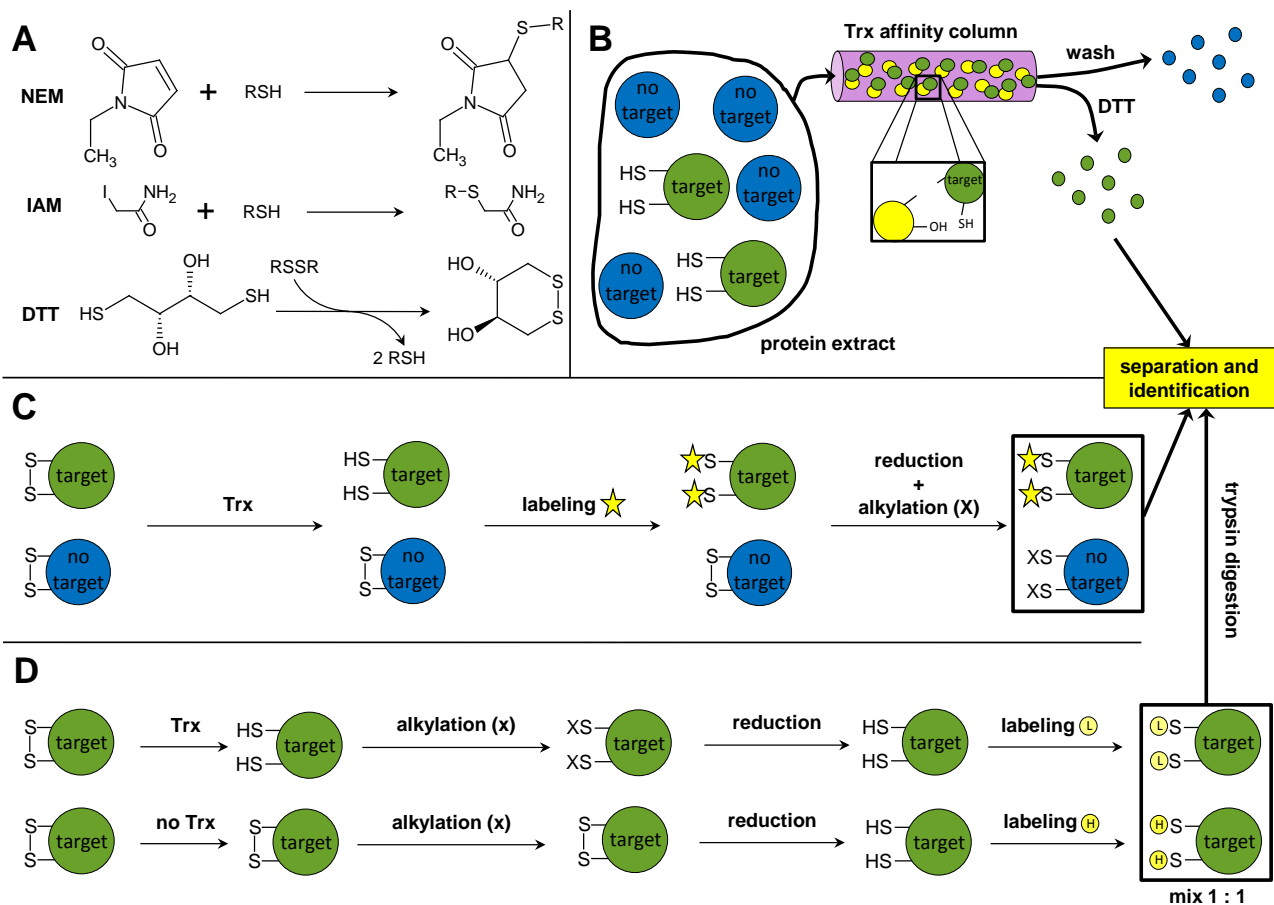 A
NEM
O
N
O
CH3
+
RSH
S–R
O
N
O
CH3
IAM
I
NH2
O
+
RSH
R–S
NH2
O
DTT
HS
OH
OH
SH
RSSR
2 RSH
HO
HO
S
S
B
Trx affinity column
wash
DTT
no
target
no
target
HS
HS
target
no
target
no
target
HS
HS
target
protein extract
target
OH
SH
separation and
identification
C
S
S
target
S
S
no
target
Trx
HS
HS
target
S
S
no
target
labeling
S
S
target
S
S
no
target
reduction
+
alkylation (X)
S
S
target
XS
XS
no
target
trypsin digestion
D
S
S
target
Trx
HS
HS
target
alkylation (x)
XS
XS
target
reduction
HS
HS
target
labeling L
L S
L S
target
S
S
target
no Trx
S
S
target
alkylation (x)
S
S
target
reduction
HS
HS
target
labeling H
H S
H S
target
mix 1 : 1